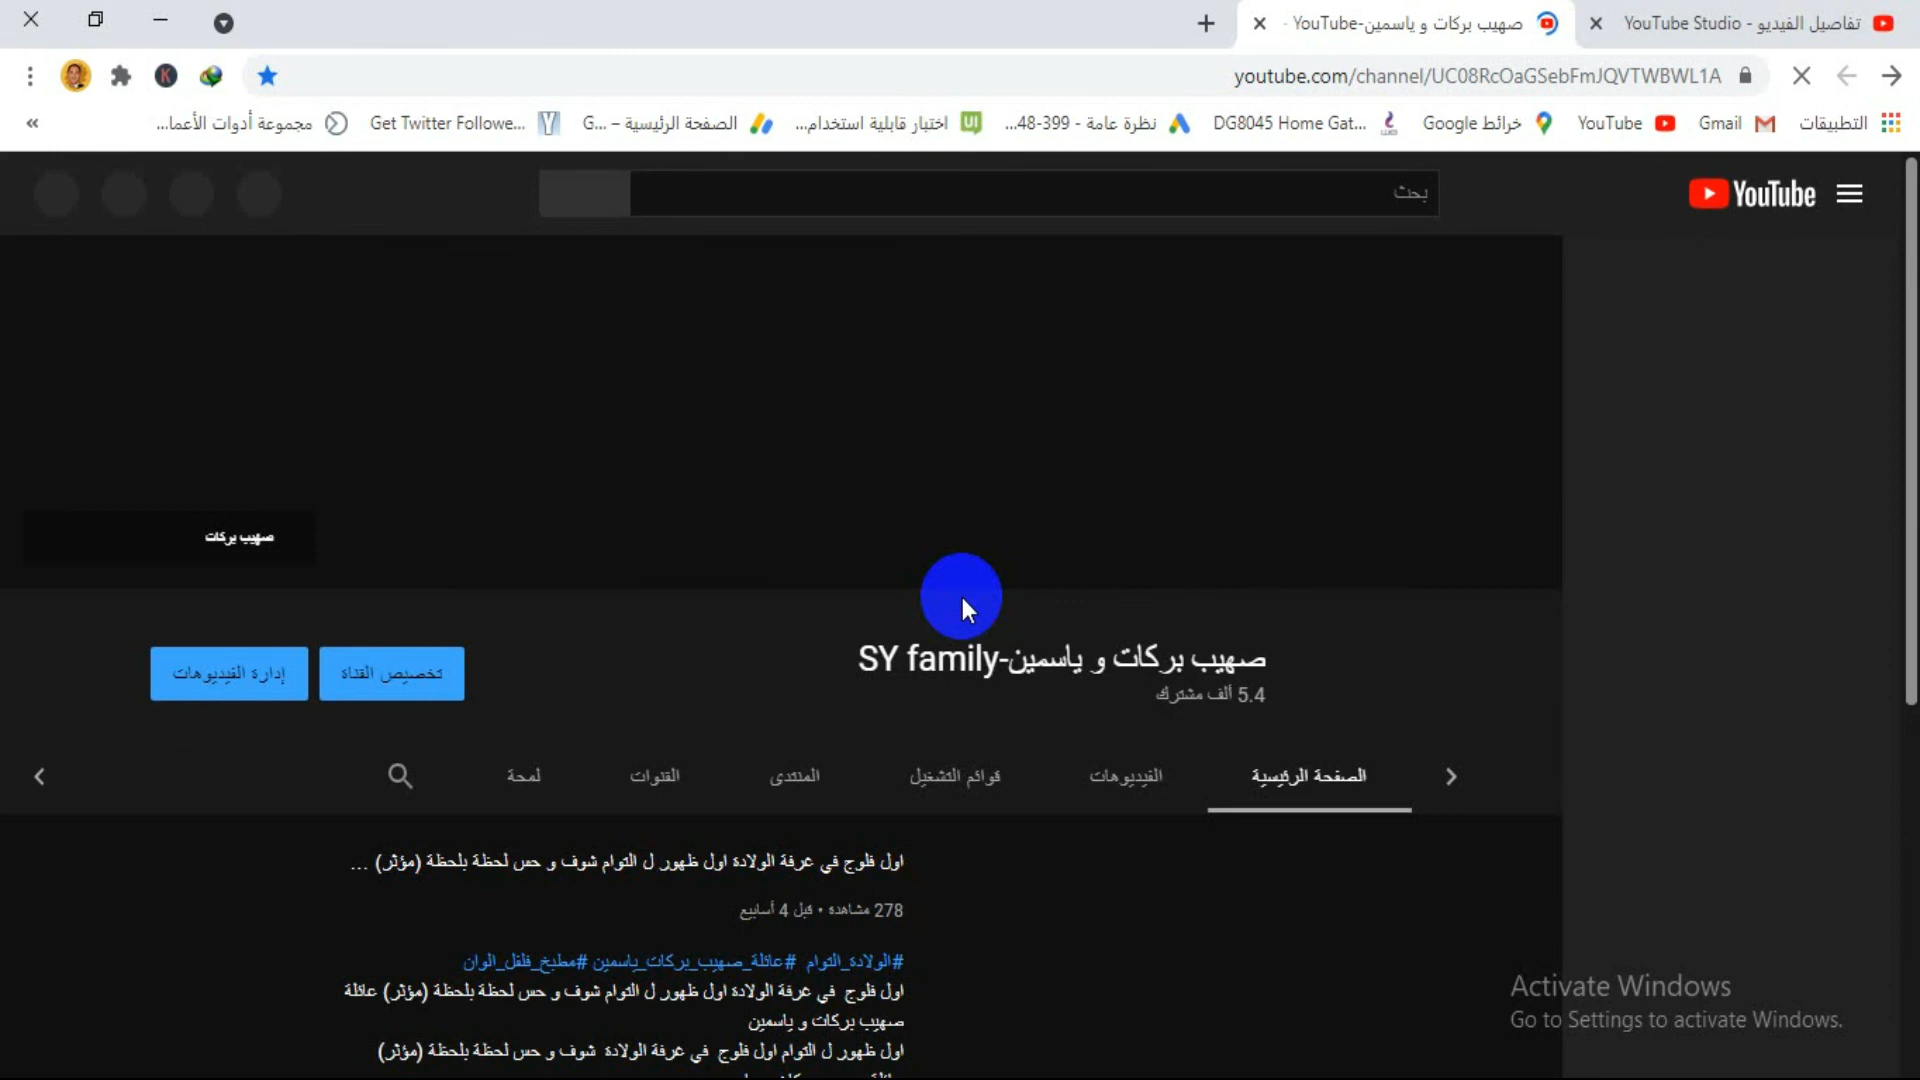 تفاصيل الفيديو - YouTube Studio
صهيب بركات و ياسمين-YouTube -
youtube.com/channel/UC08RcOaGSebFmJQVTWBWL1A
التطبيقات
Gmail
YouTube
خرائط Google
DG8045 Home Gat...
نظرة عامة - 399-48...
اختبار قابلية استخدام...
الصفحة الرئيسية – G...
Get Twitter Followe...
مجموعة أدوات الأعما...
YouTube
بحث
صهيب بركات
صهيب بركات و ياسمين-SY family
5.4 ألف مشترك
تخصيص القناة
إدارة الفيديوهات
الصفحة الرئيسية
الفيديوهات
قوائم التشغيل
المنتدى
القنوات
لمحة
اول فلوج في غرفة الولادة اول ظهور ل التوام شوف و حس لحظة بلحظة (مؤثر) ...
278 مشاهدة • قبل 4 أسابيع
#الولادة_التوام #عائلة_صهيب_بركات_ياسمين #مطبخ_فلفل_الوان
اول فلوج في غرفة الولادة اول ظهور ل التوام شوف و حس لحظة بلحظة (مؤثر) عائلة
صهيب بركات و ياسمين
اول ظهور ل التوام اول فلوج في غرفة الولادة شوف و حس لحظة بلحظة (مؤثر)
Activate Windows
Go to Settings to activate Windows.